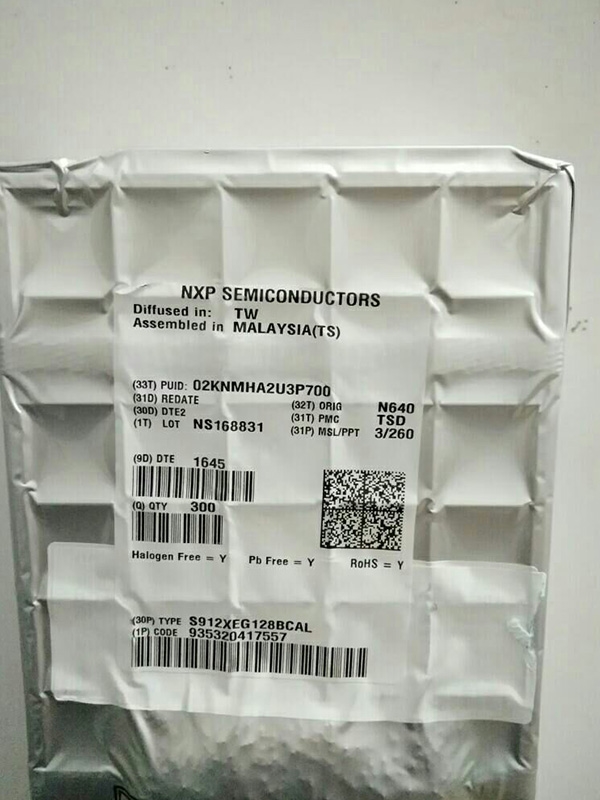 NXP SEMICONDUCTORS
Diffused in: TW
Assembled in MALAYSIA(TS)
(33T) PUID: 02KNMHA2U3P700
(31D) REDATE
(30D) DTE2
(1T) LOT NS168831
(32T) ORIG N640
(31T) PMC TSD
(31P) MSL/PPT 3/260
(9D) DTE 1645
(Q) QTY 300
Halogen Free = Y Pb Free = Y RoHS = Y
(30P) TYPE S912XEG128BCAL
(1P) CODE 935320417557